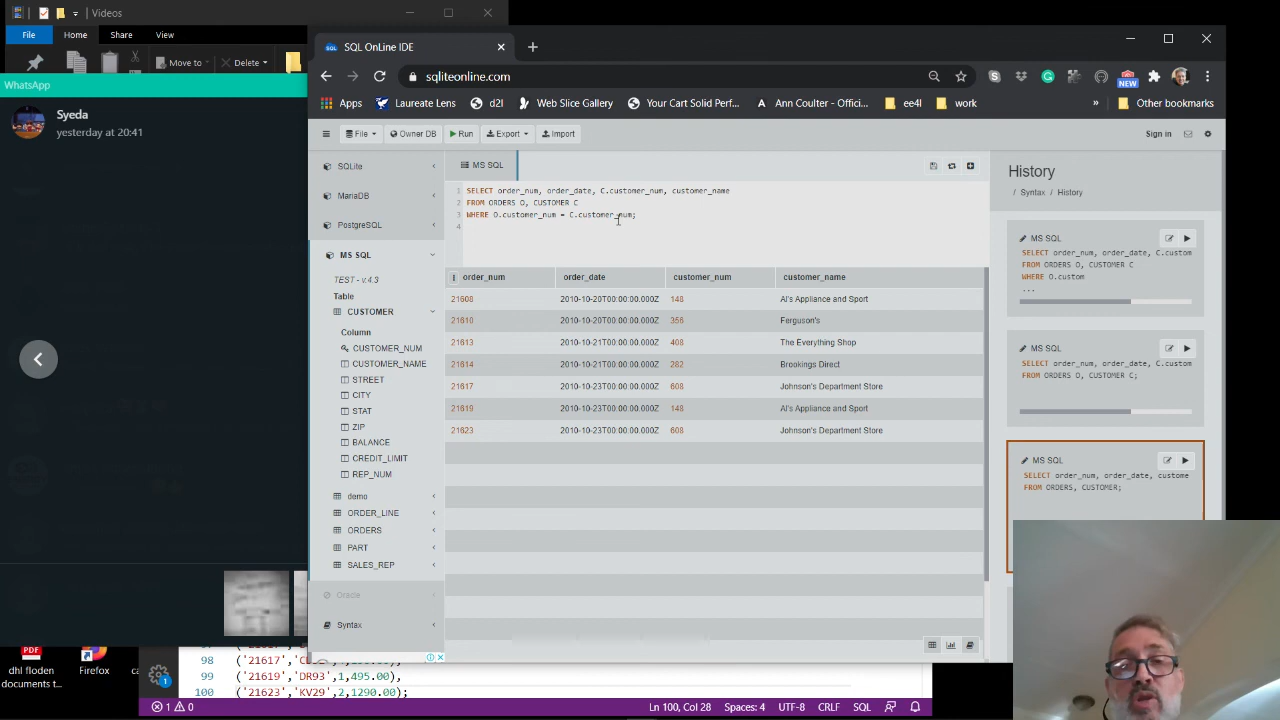 Videos
File Home Share View
Move to Delete
WhatsApp
Syeda
yesterday at 20:41
SQL OnLine IDE
sqliteonline.com
NEW
Apps Laureate Lens d2l Web Slice Gallery Your Cart Solid Perf... Ann Coulter - Offici... ee4l work » Other bookmarks
File Owner DB Run Export Import Sign in
SQLite
MariaDB
PostgreSQL
MS SQL
TEST - v.4.3
Table
CUSTOMER
Column
CUSTOMER_NUM
CUSTOMER_NAME
STREET
CITY
STAT
ZIP
BALANCE
CREDIT_LIMIT
REP_NUM
demo
ORDER_LINE
ORDERS
PART
SALES_REP
Oracle
Syntax
MS SQL
1 SELECT order_num, order_date, C.customer_num, customer_name
2 FROM ORDERS O, CUSTOMER C
3 WHERE O.customer_num = C.customer_num;
4
order_num order_date customer_num customer_name
21608 2010-10-20T00:00:00.000Z 148 Al's Appliance and Sport
21610 2010-10-20T00:00:00.000Z 356 Ferguson's
21613 2010-10-21T00:00:00.000Z 408 The Everything Shop
21614 2010-10-21T00:00:00.000Z 282 Brookings Direct
21617 2010-10-23T00:00:00.000Z 608 Johnson's Department Store
21619 2010-10-23T00:00:00.000Z 148 Al's Appliance and Sport
21623 2010-10-23T00:00:00.000Z 608 Johnson's Department Store
History
/ Syntax / History
MS SQL
SELECT order_num, order_date, C.custom
FROM ORDERS O, CUSTOMER C
WHERE O.custom
...
MS SQL
SELECT order_num, order_date, C.custom
FROM ORDERS O, CUSTOMER C;
MS SQL
SELECT order_num, order_date, custome
FROM ORDERS, CUSTOMER;
PDF
dhl floden
documents t...
Firefox
ca
1
98 ('21617',
99 ('21619','DR93',1,495.00),
100 ('21623','KV29',2,1290.00);
1 0 Ln 100, Col 28 Spaces: 4 UTF-8 CRLF SQL